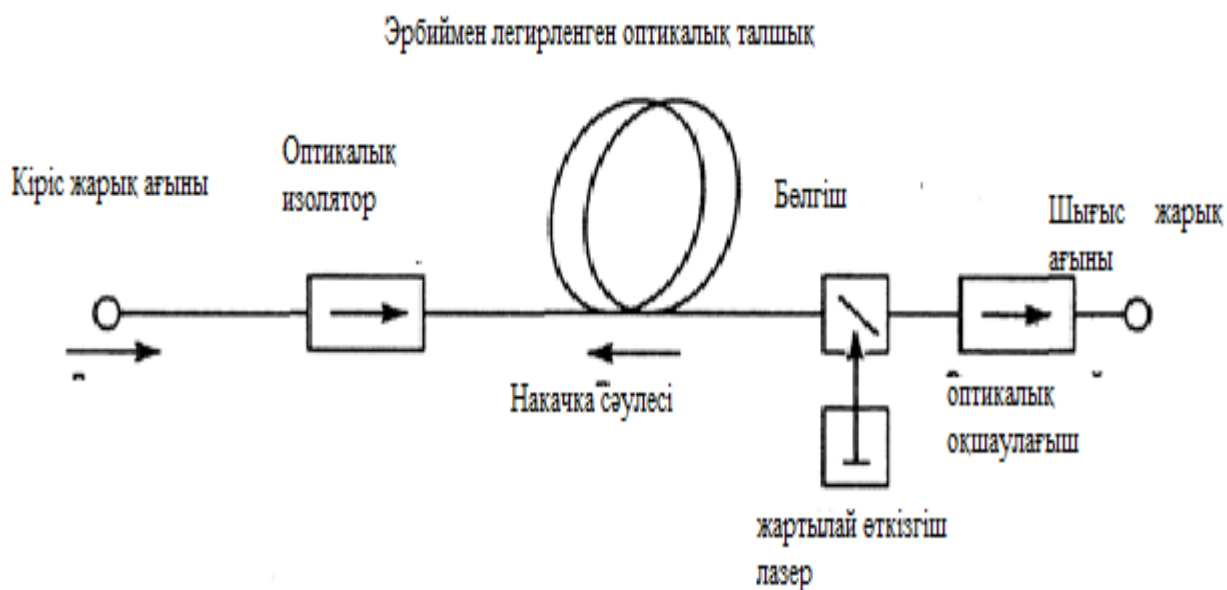 Эрбиймен легирленген оптикалық талшық
Кіріс жарық ағыны
Оптикалық
изолятор
Бөлгіш
Шығыс жарық
ағыны
Накачка сәулесі
оптикалық
оқшаулағыш
жартылай өткізгіш
лазер